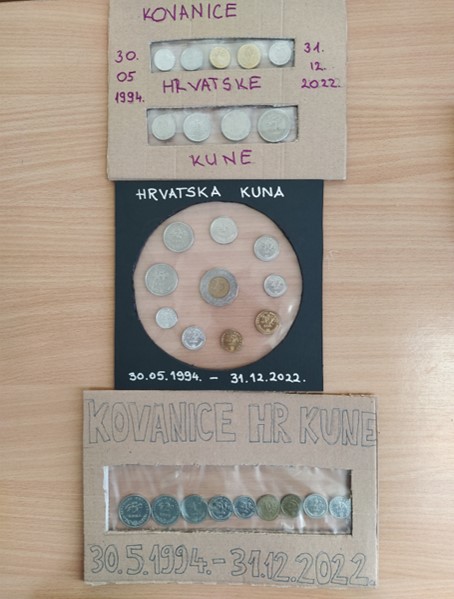 KOVANICE
30.
05
1994.
31.
12.
2022.
HRVATSKE
KUNE
HRVATSKA KUNA
30.05.1994. - 31.12.2022.
KOVANICE HR KUNE
30.5.1994.-31.12.2022.